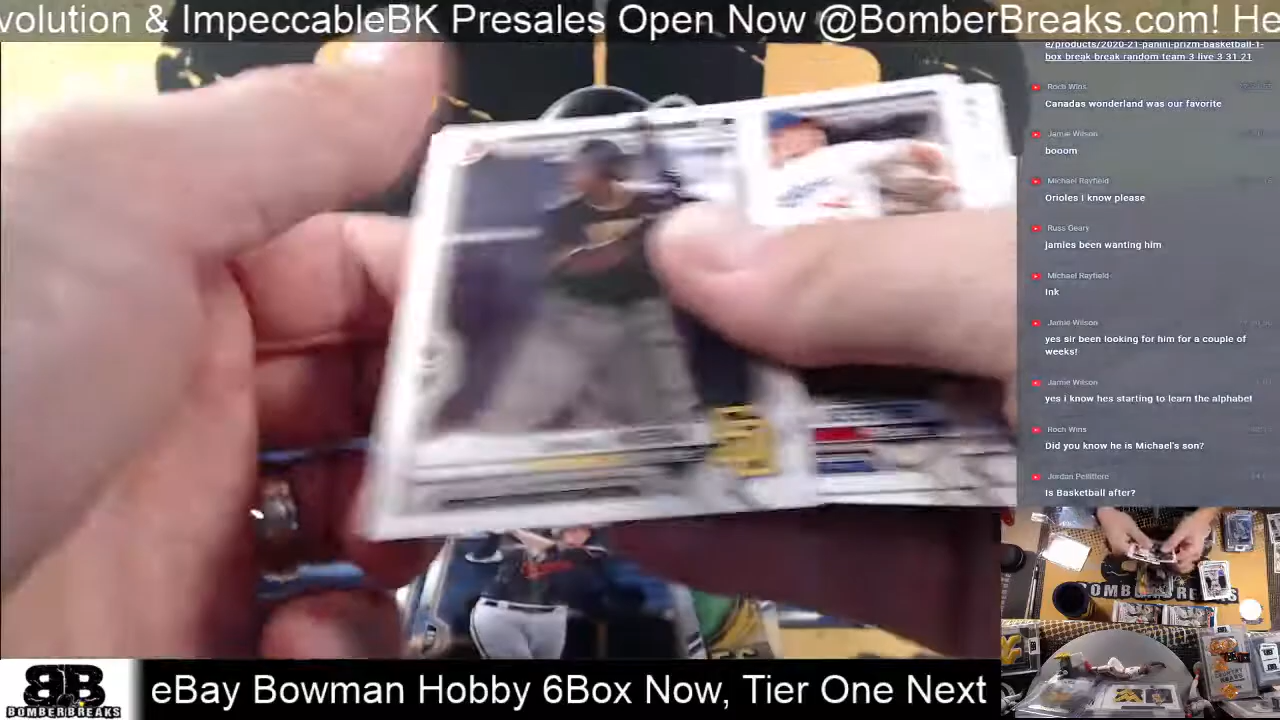 volution & ImpeccableBK Presales Open Now @BomberBreaks.com! He
e/products/2020-21-panini-prizm-basketball-1-
box break break random team 3 live 3 31 21
Roch Wins
Canadas wonderland was our favorite
Jamie Wilson
booom
Michael Rayfield
Orioles I know please
Russ Geary
jamies been wanting him
Michael Rayfield
Ink
Jamie Wilson
yes sir been looking for him for a couple of
weeks!
Jamie Wilson
yes i know hes starting to learn the alphabet
Roch Wins
Did you know he is Michael's son?
Jordan Pellittere
Is Basketball after?
BOMBERBREAKS
BB
BOMBERBREAKS
eBay Bowman Hobby 6Box Now, Tier One Next